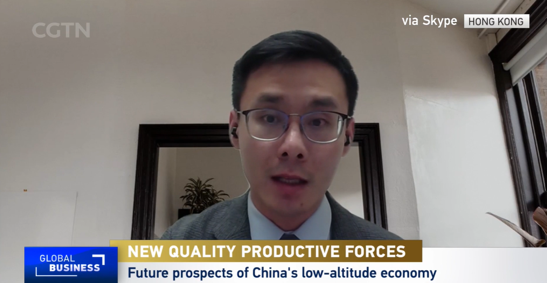 CGTN
via Skype HONG KONG
NEW QUALITY PRODUCTIVE FORCES
GLOBAL
BUSINESS
Future prospects of China's low-altitude economy